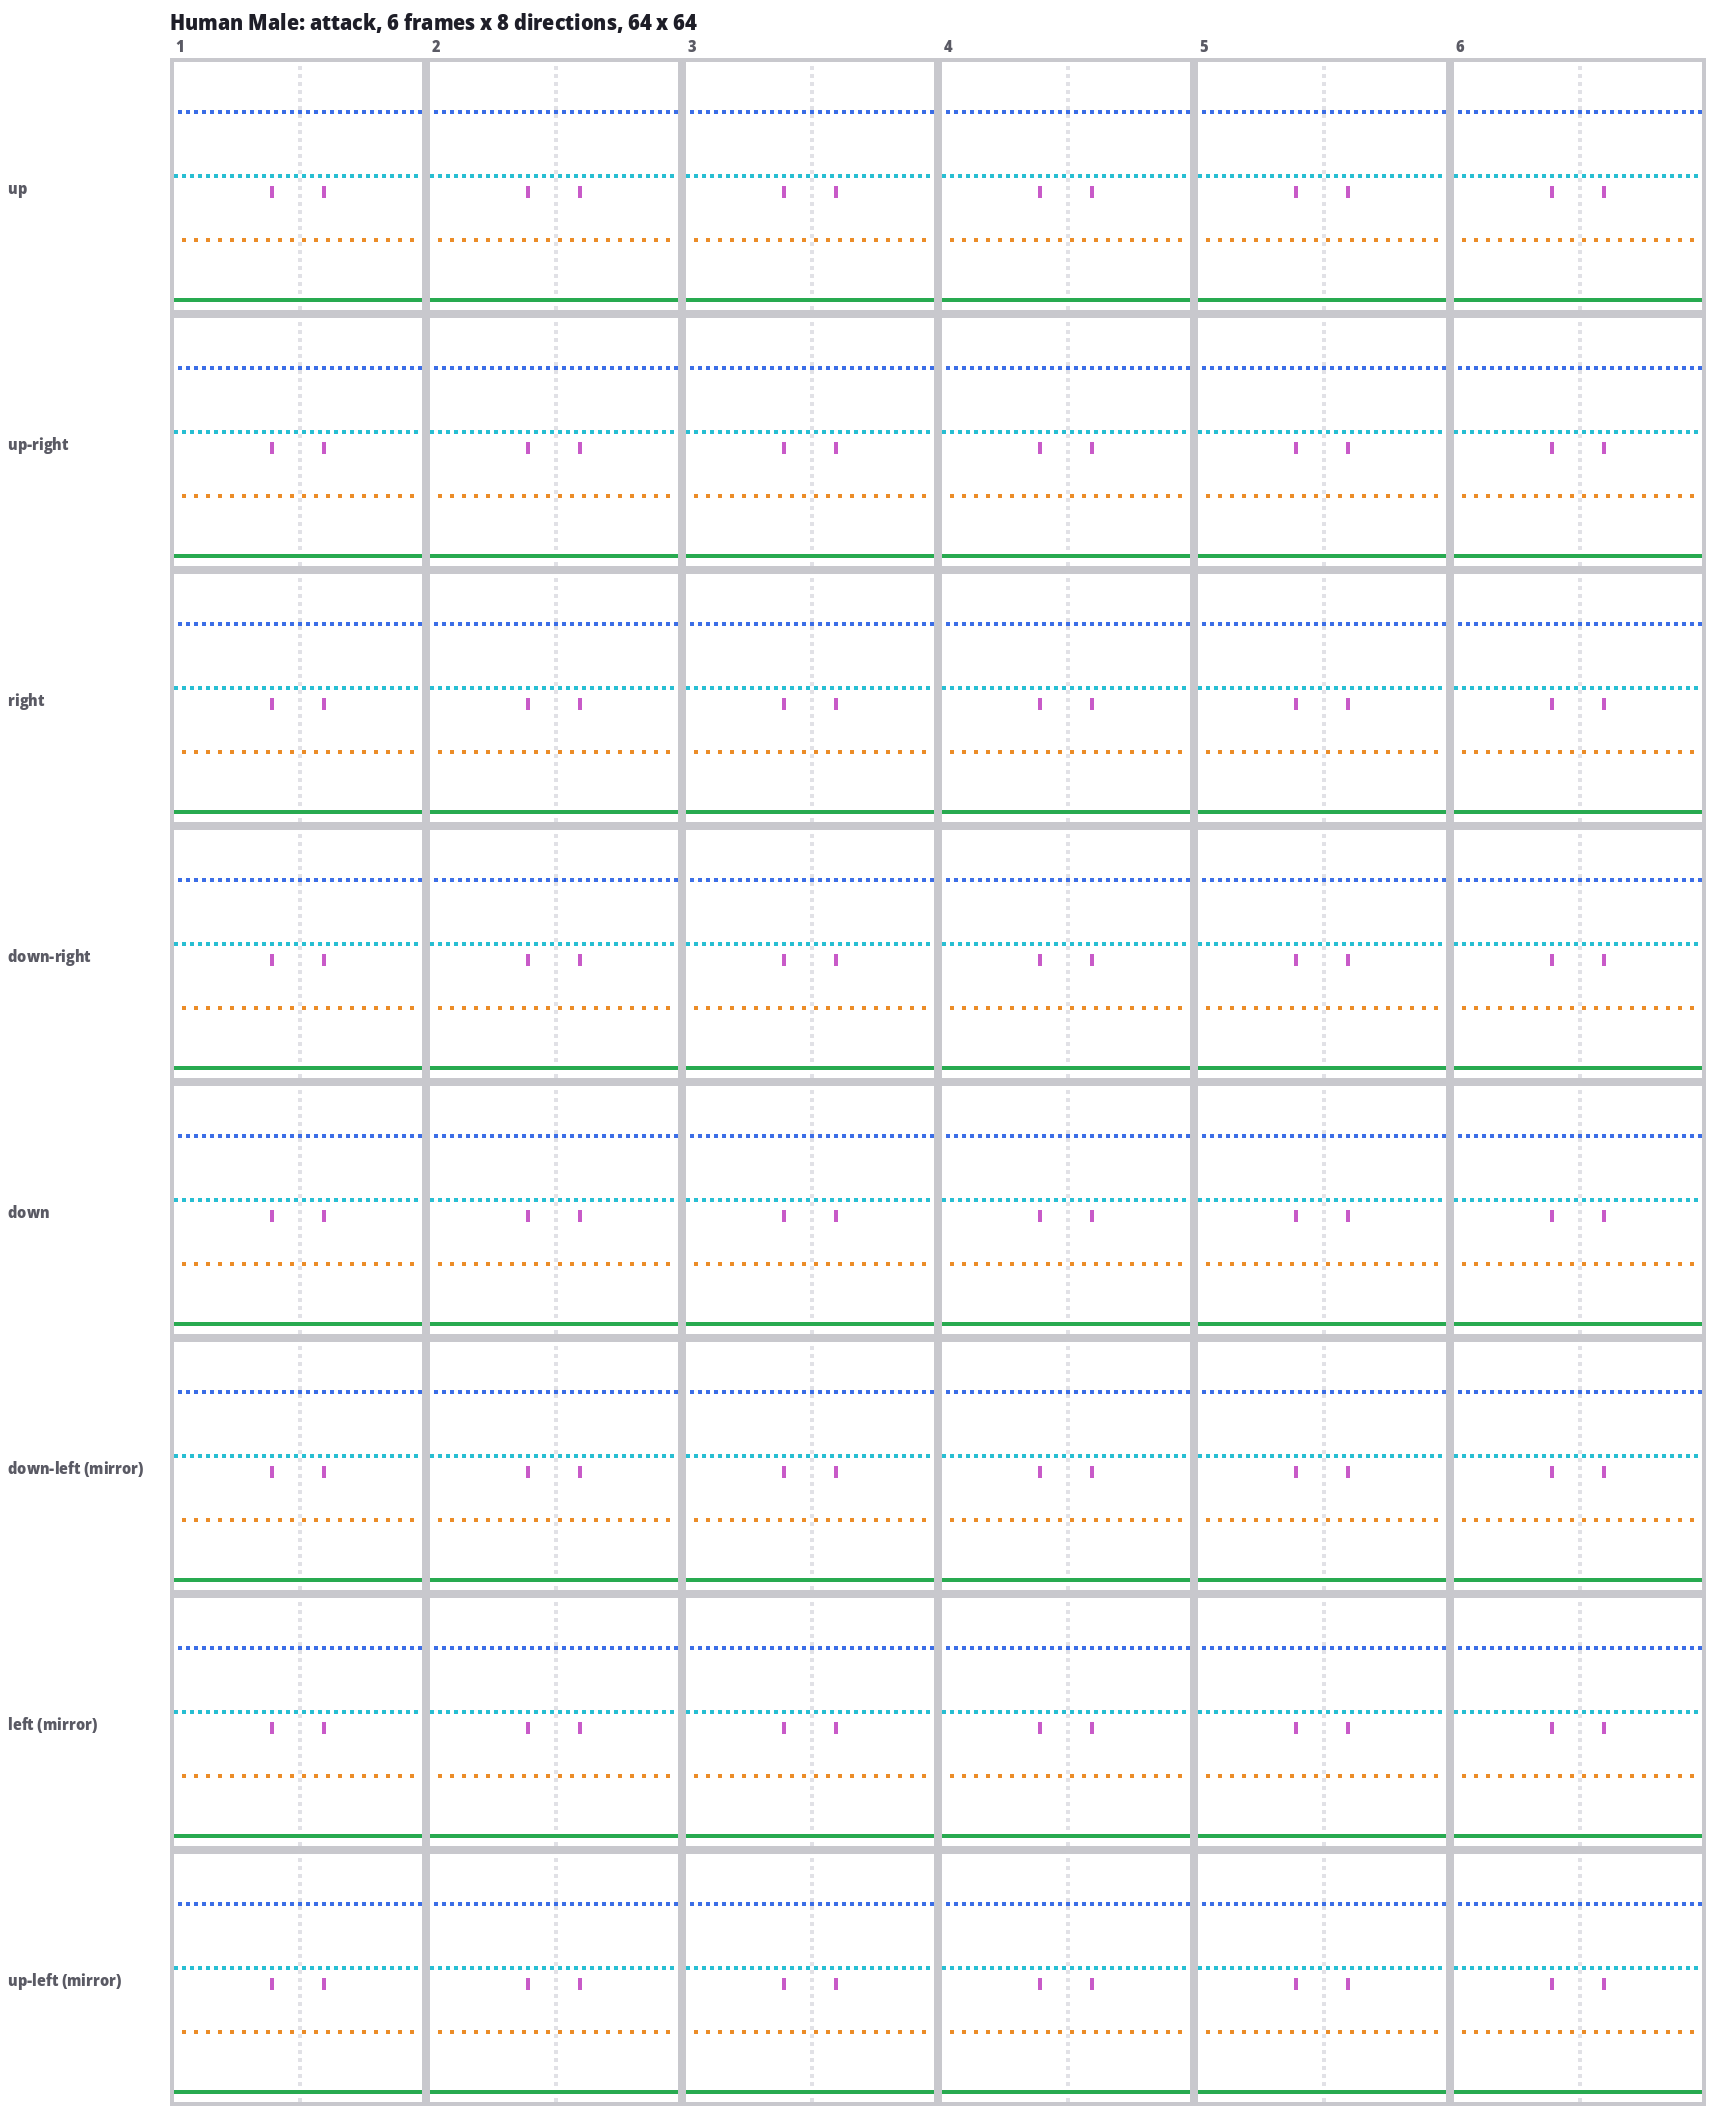 Human Male: attack, 6 frames x 8 directions, 64 x 64
1 2 3 4 5 6
up
up-right
right
down-right
down
down-left (mirror)
left (mirror)
up-left (mirror)